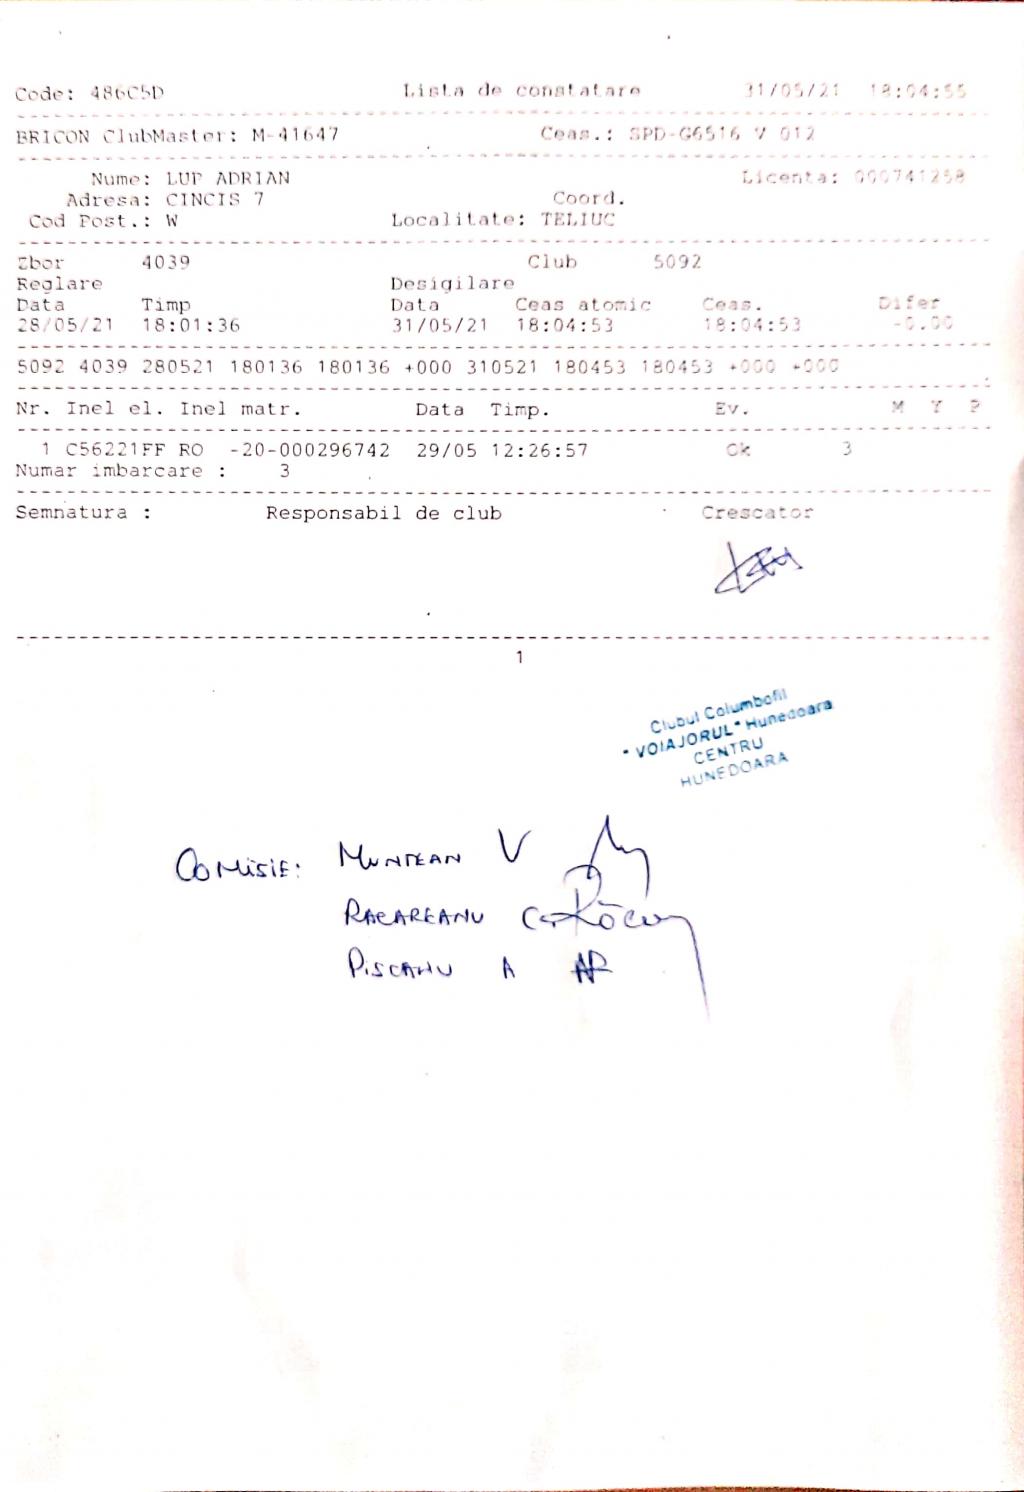 Code: 486C5D Lista de constatare 31/05/21 18:04:55
BRICON ClubMaster: M-41647 Ceas.: SPD-G6516 V 012
Nume: LUP ADRIAN Licenta: 000741258
Adresa: CINCIS 7 Coord.
Cod Post.: W Localitate: TELIUC
Zbor 4039 Club 5092
Reglare Desigilare
Data Timp Data Ceas atomic Ceas. Difer
28/05/21 18:01:36 31/05/21 18:04:53 18:04:53 -0.00
5092 4039 280521 180136 180136 +000 310521 180453 180453 +000 +000
Nr. Inel el. Inel matr. Data Timp. Ev. M Y P
1 C56221FF RO -20-000296742 29/05 12:26:57 Ok 3
Numar imbarcare : 3
Semnatura : Responsabil de club Crescator
1
Clubul Columbofil
"VOIAJORUL" Hunedoara
CENTRU
HUNEDOARA
COMISIE: MUNTEAN V
RACAREANU C
PISCANU A